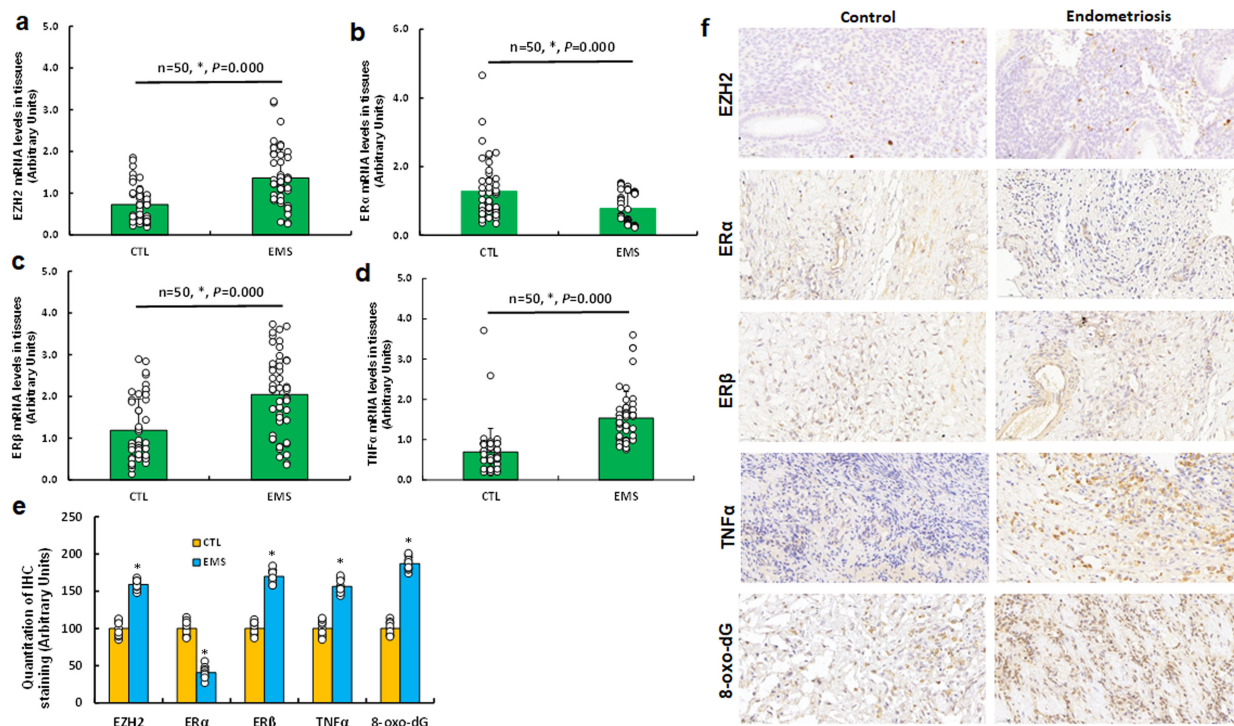 a
EZH2 mRNA levels in tissues
(Arbitrary Units)
5.0
4.0
3.0
2.0
1.0
0.0
n=50, *, P=0.000
CTL
EMS
b
ERα mRNA levels in tissues
(Arbitrary Units)
6.0
4.0
2.0
0.0
n=50, *, P=0.000
CTL
EMS
c
ERβ mRNA levels in tissues
(Arbitrary Units)
5.0
4.0
3.0
2.0
1.0
0.0
n=50, *, P=0.000
CTL
EMS
d
TNFα mRNA levels in tissues
(Arbitrary Units)
5.0
4.0
3.0
2.0
1.0
0.0
n=50, *, P=0.000
CTL
EMS
e
Quantitation of IHC
staining (Arbitrary Units)
250
200
150
100
50
0
CTL
EMS
*
*
*
*
*
EZH2
ERα
ERβ
TNFα
8-oxo-dG
f
Control
Endometriosis
EZH2
ERα
ERβ
TNFα
8-oxo-dG